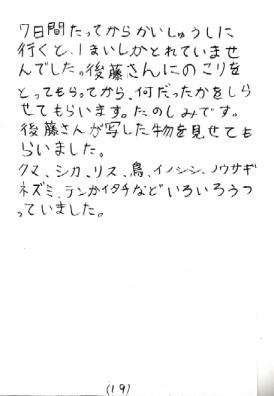 7日間たってからかいしゅうしに
行くと、1まいしかとれていませ
んでした。後藤さんにのこりを
とってもらってから、何だったかをしら
せてもらいます。たのしみです。
後藤さんが写した物を見せても
らいました。
クマ、シカ、リス、鳥、イノシシ、ノウサギ
ネズミ、テンかイタチなどいろいろうつ
っていました。
(19)